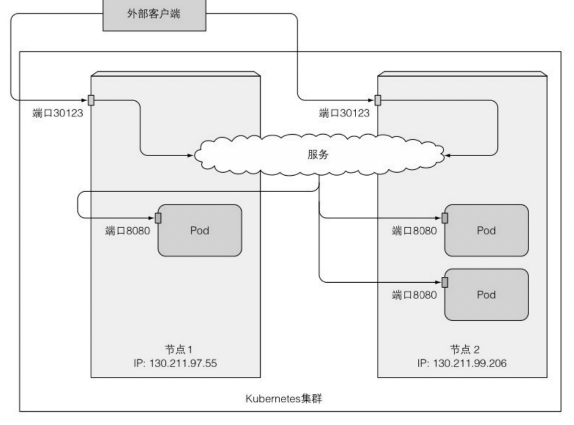 外部客户端
端口30123
端口30123
服务
端口8080
Pod
端口8080
Pod
端口8080
Pod
节点1
IP: 130.211.97.55
节点 2
IP: 130.211.99.206
Kubernetes集群